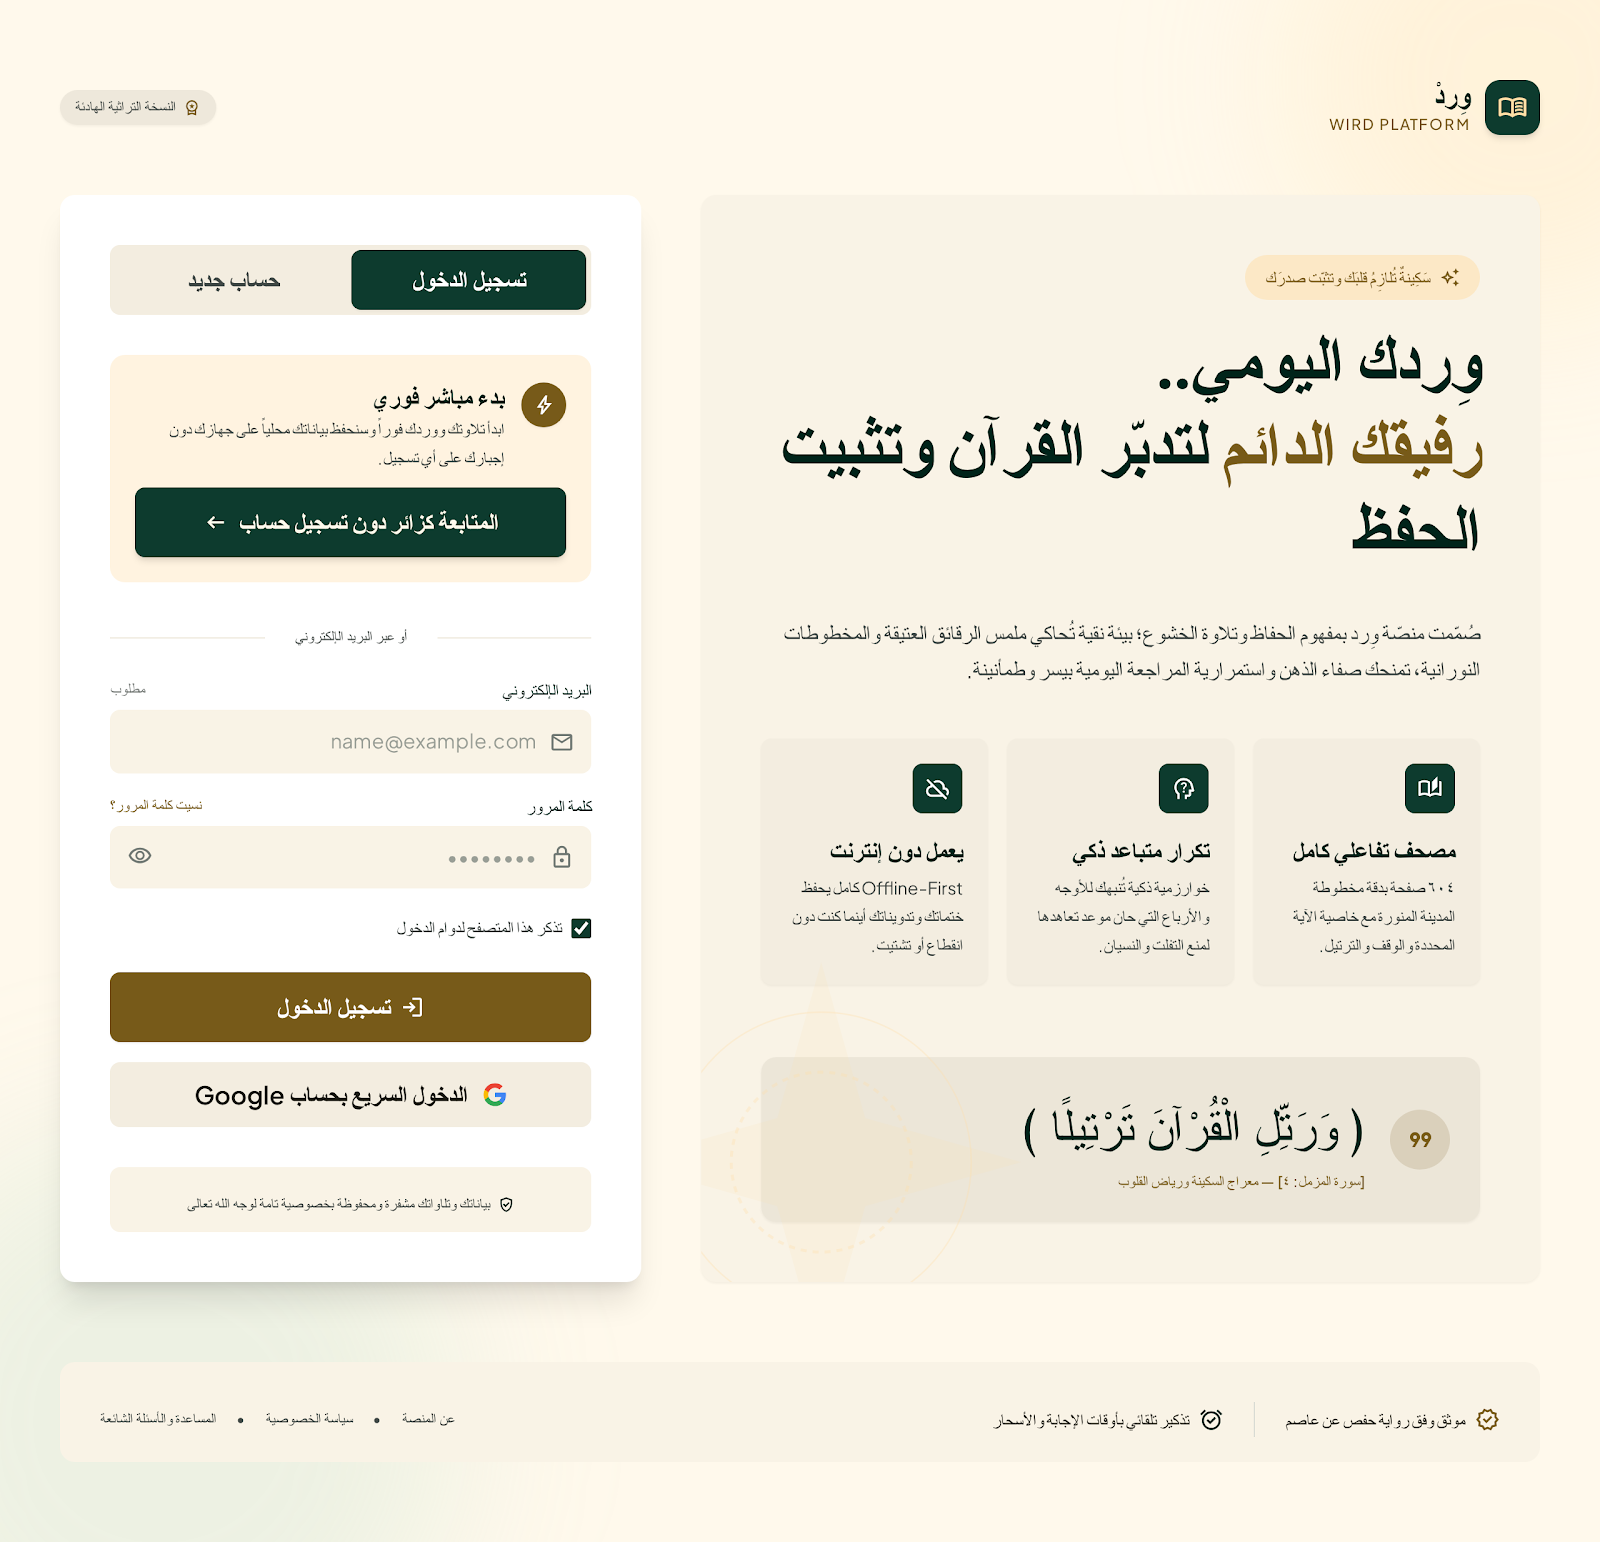 وِردْ
WIRD PLATFORM
النسخة التراثية الهادئة
سَكِينةٌ تُلازِمُ قلبَك وتثبّت صدرَك
وِردك اليومي..
رفيقك الدائم لتدبّر القرآن وتثبيت
الحفظ
صُمّمت منصّة وِرد بمفهوم الحفاظ وتلاوة الخشوع؛ بيئة نقية تُحاكي ملمس الرقائق العتيقة والمخطوطات
النورانية، تمنحك صفاء الذهن واستمرارية المراجعة اليومية بيسر وطمأنينة.
مصحف تفاعلي كامل
٦٠٤ صفحة بدقة مخطوطة
المدينة المنورة مع خاصية الآية
المحددة والوقف والترتيل.
تكرار متباعد ذكي
خوارزمية ذكية تُنبهك للأوجه
والأرباع التي حان موعد تعاهدها
لمنع التفلت والنسيان.
يعمل دون إنترنت
Offline-First كامل يحفظ
ختماتك وتدويناتك أينما كنت دون
انقطاع أو تشتيت.
( وَرَتِّلِ الْقُرْآنَ تَرْتِيلًا )
[سورة المزمل: ٤] — معراج السكينة ورياض القلوب
تسجيل الدخول
حساب جديد
بدء مباشر فوري
ابدأ تلاوتك ووردك فوراً وسنحفظ بياناتك محلياً على جهازك دون
إجبارك على أي تسجيل.
المتابعة كزائر دون تسجيل حساب
أو عبر البريد الإلكتروني
البريد الإلكتروني
مطلوب
name@example.com
كلمة المرور
نسيت كلمة المرور؟
••••••••
تذكر هذا المتصفح لدوام الدخول
تسجيل الدخول
الدخول السريع بحساب Google
بياناتك وتلاواتك مشفرة ومحفوظة بخصوصية تامة لوجه الله تعالى
موثق وفق رواية حفص عن عاصم
تذكير تلقائي بأوقات الإجابة والأسحار
عن المنصة • سياسة الخصوصية • المساعدة والأسئلة الشائعة